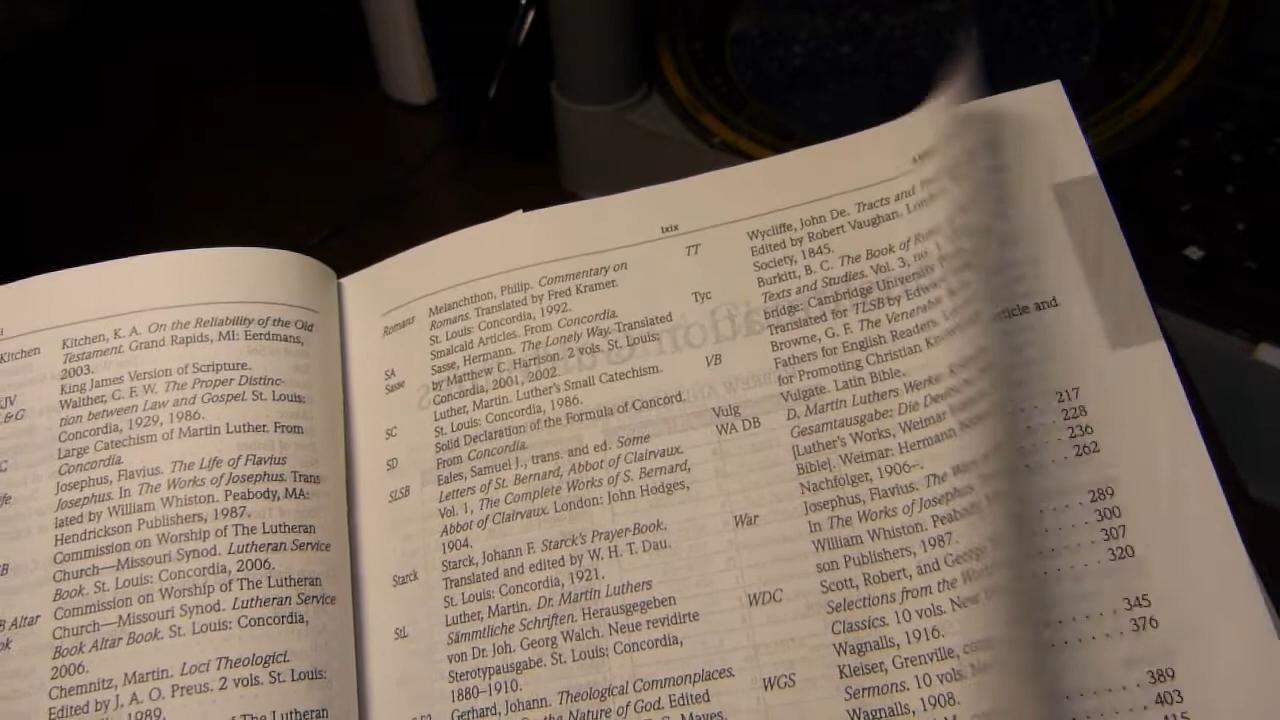 Kitchen
Kitchen, K. A. On the Reliability of the Old
Testament. Grand Rapids, MI: Eerdmans,
2003.
King James Version of Scripture.
Walther, C. F. W. The Proper Distinc-
tion between Law and Gospel. St. Louis:
Concordia, 1929, 1986.
Large Catechism of Martin Luther. From
Concordia.
Josephus, Flavius. The Life of Flavius
Josephus. In The Works of Josephus. Trans
lated by William Whiston. Peabody, MA:
Hendrickson Publishers, 1987.
Commission on Worship of The Lutheran
Church—Missouri Synod. Lutheran Service
Book. St. Louis: Concordia, 2006.
Altar
Commission on Worship of The Lutheran
Church—Missouri Synod. Lutheran Service
Book Altar Book. St. Louis: Concordia,
2006.
Chemnitz, Martin. Loci Theologici.
Edited by J. A. O. Preus. 2 vols. St. Louis:
1989.
of The Lutheran
lxix
Romans
Melanchthon, Philip. Commentary on
Romans. Translated by Fred Kramer.
St. Louis: Concordia, 1992.
SA
Smalcald Articles. From Concordia.
Sasse
Sasse, Hermann. The Lonely Way. Translated
by Matthew C. Harrison. 2 vols. St. Louis:
Concordia, 2001, 2002.
SC
Luther, Martin. Luther's Small Catechism.
St. Louis: Concordia, 1986.
SD
Solid Declaration of the Formula of Concord.
From Concordia.
SLSB
Eales, Samuel J., trans. and ed. Some
Letters of St. Bernard, Abbot of Clairvaux.
Vol. 1, The Complete Works of S. Bernard,
Abbot of Clairvaux. London: John Hodges,
1904.
Starck
Starck, Johann F. Starck's Prayer-Book.
Translated and edited by W. H. T. Dau.
St. Louis: Concordia, 1921.
StL
Luther, Martin. Dr. Martin Luthers
Sämmtliche Schriften. Herausgegeben
von Dr. Joh. Georg Walch. Neue revidirte
Sterotypausgabe. St. Louis: Concordia,
1880–1910.
Gerhard, Johann. Theological Commonplaces.
the Nature of God. Edited
Mayes.
TT
Wycliffe, John De. Tracts and
Edited by Robert Vaughan.
Society, 1845.
Tyc
Burkitt, B. C. The Book of
Texts and Studies. Vol. 3, no
bridge: Cambridge University
Translated for TLSB by
VB
Browne, G. F. The Venerable
Fathers for English Readers.
for Promoting Christian
Vulg
Vulgate. Latin Bible.
WA DB
D. Martin Luthers Werke
Gesamtausgabe: Die
[Luther's Works, Weimar
Bible]. Weimar: Hermann
Nachfolger, 1906–.
War
Josephus, Flavius. The
In The Works of Josephus
William Whiston.
son Publishers, 1987.
WDC
Scott, Robert, and George
Selections from the
Classics. 10 vols. New
Wagnalls, 1916.
WGS
Kleiser, Grenville,
Sermons. 10 vols.
Wagnalls, 1908.
and
217
228
236
262
289
300
307
320
345
376
389
403
415